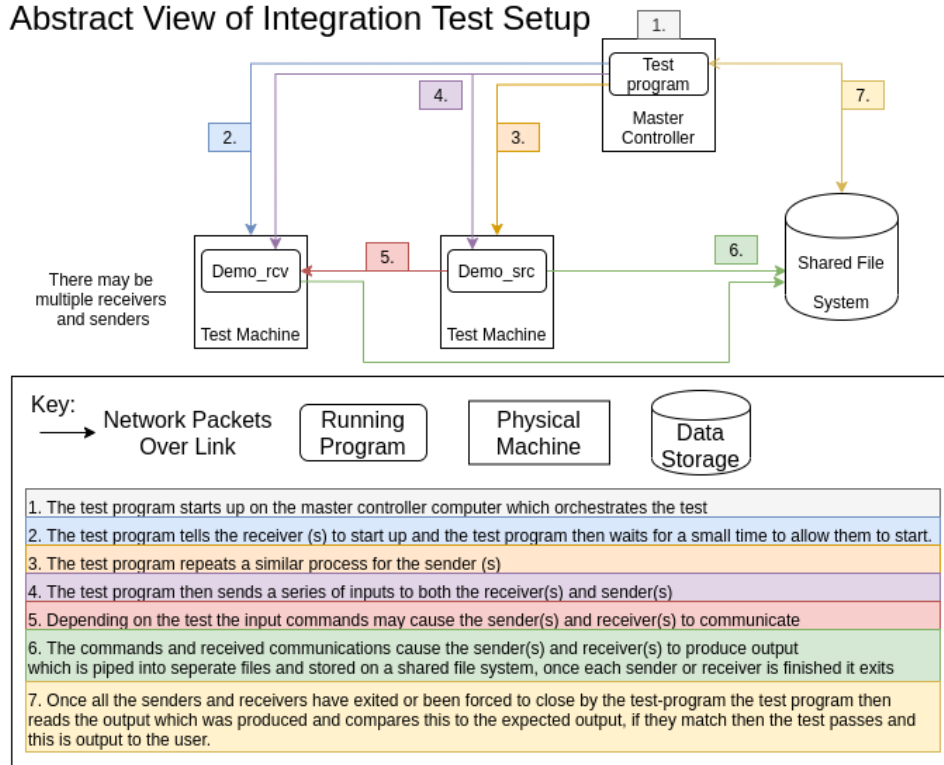 Abstract View of Integration Test Setup
1.
Test
program
Master
Controller
2.
4.
3.
7.
5.
6.
Demo_rcv
Test Machine
Demo_src
Test Machine
Shared File
System
There may be
multiple receivers
and senders
Key:
Network Packets
Over Link
Running
Program
Physical
Machine
Data
Storage
1. The test program starts up on the master controller computer which orchestrates the test
2. The test program tells the receiver (s) to start up and the test program then waits for a small time to allow them to start.
3. The test program repeats a similar process for the sender (s)
4. The test program then sends a series of inputs to both the receiver(s) and sender(s)
5. Depending on the test the input commands may cause the sender(s) and receiver(s) to communicate
6. The commands and received communications cause the sender(s) and receiver(s) to produce output
which is piped into seperate files and stored on a shared file system, once each sender or receiver is finished it exits
7. Once all the senders and receivers have exited or been forced to close by the test-program the test program then
reads the output which was produced and compares this to the expected output, if they match then the test passes and
this is output to the user.